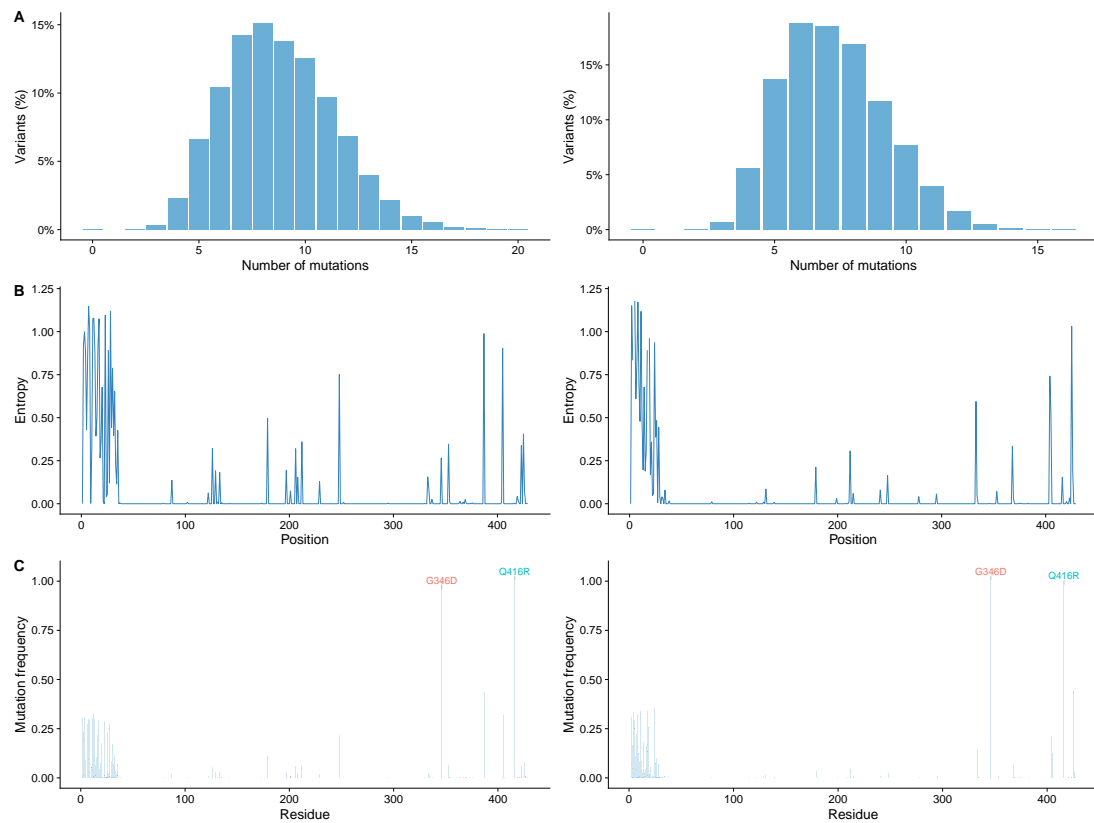 A
15%
10%
5%
0%
Variants (%)
0 5 10 15 20
Number of mutations
15%
10%
5%
0%
Variants (%)
0 5 10 15
Number of mutations
B
1.25
1.00
0.75
0.50
0.25
0.00
Entropy
0 100 200 300 400
Position
1.25
1.00
0.75
0.50
0.25
0.00
Entropy
0 100 200 300 400
Position
C
G346D
Q416R
1.00
0.75
0.50
0.25
0.00
Mutation frequency
0 100 200 300 400
Residue
G346D
Q416R
1.00
0.75
0.50
0.25
0.00
Mutation frequency
0 100 200 300 400
Residue